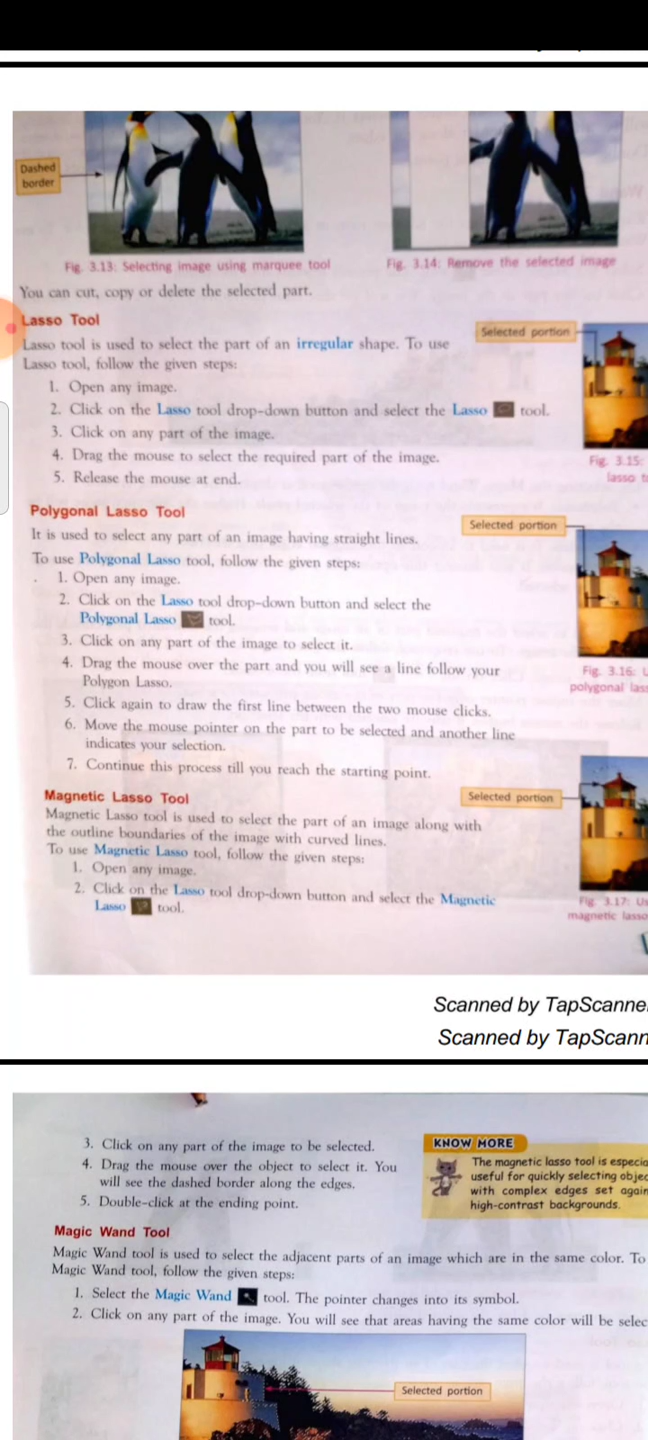 Dashed
border
Fig. 3.13: Selecting image using marquee tool
Fig. 3.14: Remove the selected image
You can cut, copy or delete the selected part.
Lasso Tool
Selected portion
Lasso tool is used to select the part of an irregular shape. To use
Lasso tool, follow the given steps:
1. Open any image.
2. Click on the Lasso tool drop-down button and select the Lasso tool.
3. Click on any part of the image.
4. Drag the mouse to select the required part of the image.
5. Release the mouse at end.
Fig. 3.15:
lasso
Polygonal Lasso Tool
Selected portion
It is used to select any part of an image having straight lines.
To use Polygonal Lasso tool, follow the given steps:
1. Open any image.
2. Click on the Lasso tool drop-down button and select the
Polygonal Lasso tool.
3. Click on any part of the image to select it.
4. Drag the mouse over the part and you will see a line follow your
Polygon Lasso.
5. Click again to draw the first line between the two mouse clicks.
6. Move the mouse pointer on the part to be selected and another line
indicates your selection.
7. Continue this process till you reach the starting point.
Fig. 3.16:
polygonal
Magnetic Lasso Tool
Selected portion
Magnetic Lasso tool is used to select the part of an image along with
the outline boundaries of the image with curved lines.
To use Magnetic Lasso tool, follow the given steps:
1. Open any image.
2. Click on the Lasso tool drop-down button and select the Magnetic
Lasso tool.
Fig. 3.17:
magnetic lasso
Scanned by
Scanned by
3. Click on any part of the image to be selected.
4. Drag the mouse over the object to select it. You
will see the dashed border along the edges.
5. Double-click at the ending point.
KNOW MORE
The magnetic lasso tool is
useful for quickly selecting
with complex edges set
high-contrast backgrounds.
Magic Wand Tool
Magic Wand tool is used to select the adjacent parts of an image which are in the same color. To
Magic Wand tool, follow the given steps:
1. Select the Magic Wand tool. The pointer changes into its symbol.
2. Click on any part of the image. You will see that areas having the same color will be
Selected portion